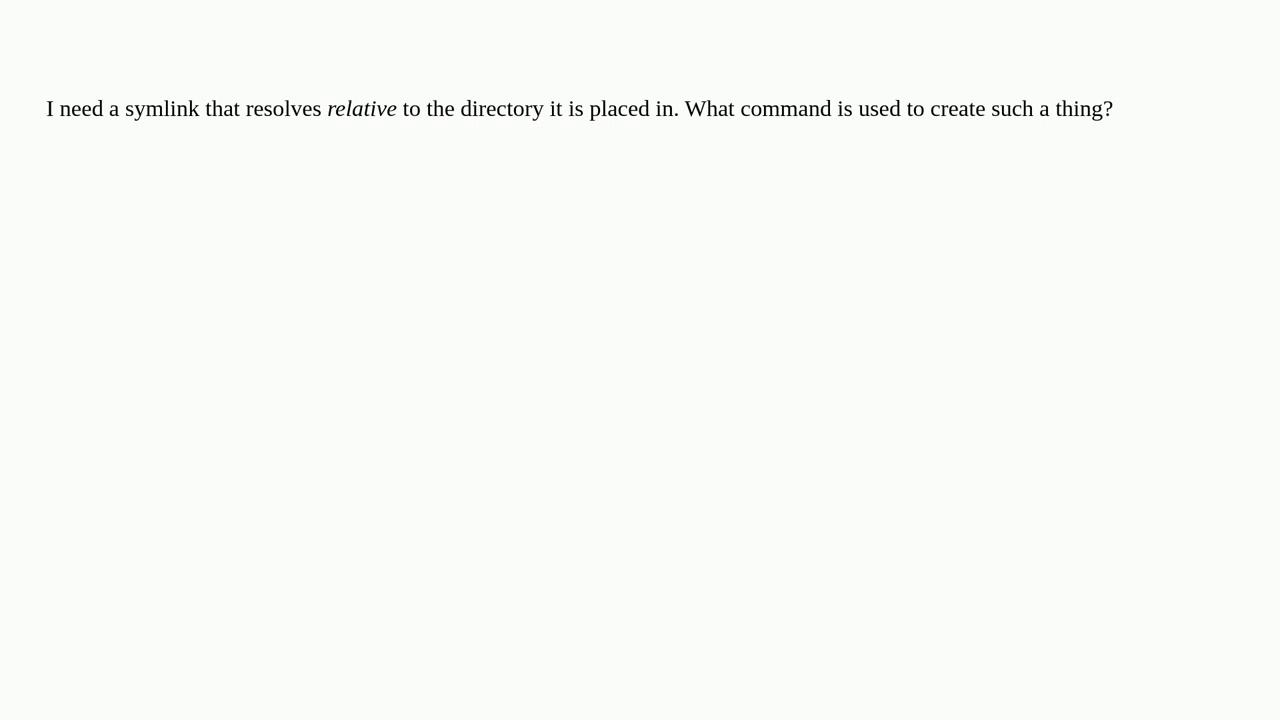 I need a symlink that resolves relative to the directory it is placed in. What command is used to create such a thing?